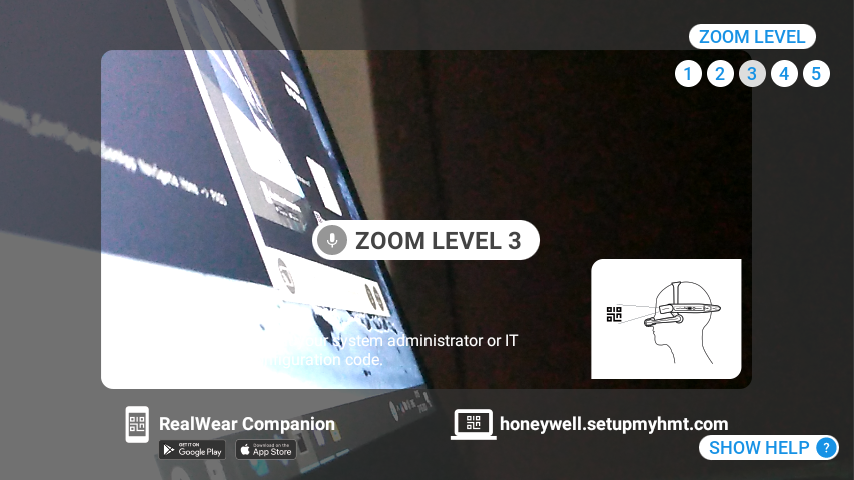 ZOOM LEVEL
1 2 3 4 5
ZOOM LEVEL 3
system administrator or IT
code.
RealWear Companion
honeywell.setupmyhmt.com
GET IT ON
Google Play
Download on the
App Store
SHOW HELP ?